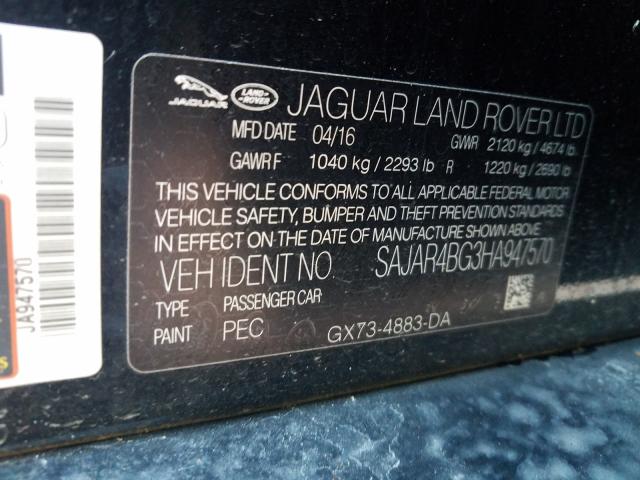 JAGUAR LAND ROVER JAGUAR LAND ROVER LTD
MFD DATE 04/16 GWWR 2120 kg / 4674 lb.
GAWR F 1040 kg / 2293 lb R 1220 kg / 2690 lb.
THIS VEHICLE CONFORMS TO ALL APPLICABLE FEDERAL MOTOR
VEHICLE SAFETY, BUMPER AND THEFT PREVENTION STANDARDS
IN EFFECT ON THE DATE OF MANUFACTURE SHOWN ABOVE
VEH IDENT NO. SAJAR4BG3HA947570
TYPE PASSENGER CAR
PAINT PEC GX73-4883-DA
JA947570